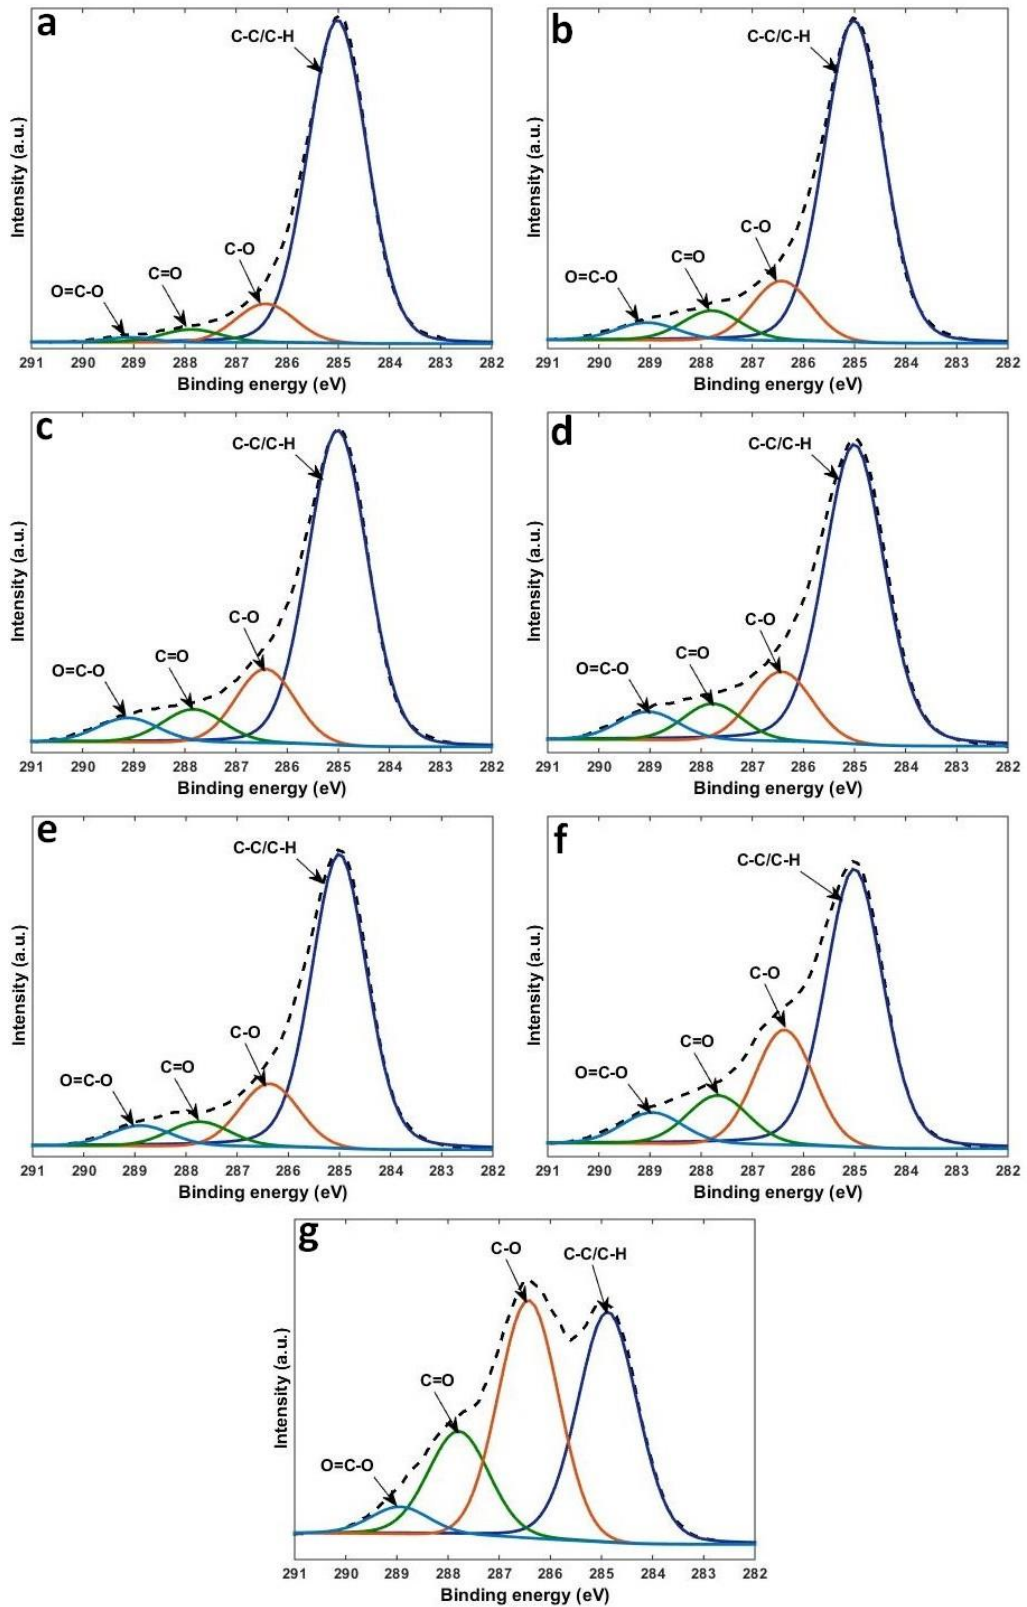 a
C-C/C-H
C-O
C=O
O=C-O
Intensity (a.u.)
291 290 289 288 287 286 285 284 283 282
Binding energy (eV)
b
C-C/C-H
C-O
C=O
O=C-O
Intensity (a.u.)
291 290 289 288 287 286 285 284 283 282
Binding energy (eV)
c
C-C/C-H
C-O
C=O
O=C-O
Intensity (a.u.)
291 290 289 288 287 286 285 284 283 282
Binding energy (eV)
d
C-C/C-H
C-O
C=O
O=C-O
Intensity (a.u.)
291 290 289 288 287 286 285 284 283 282
Binding energy (eV)
e
C-C/C-H
C-O
C=O
O=C-O
Intensity (a.u.)
291 290 289 288 287 286 285 284 283 282
Binding energy (eV)
f
C-C/C-H
C-O
C=O
O=C-O
Intensity (a.u.)
291 290 289 288 287 286 285 284 283 282
Binding energy (eV)
g
C-O
C-C/C-H
C=O
O=C-O
Intensity (a.u.)
291 290 289 288 287 286 285 284 283 282
Binding energy (eV)